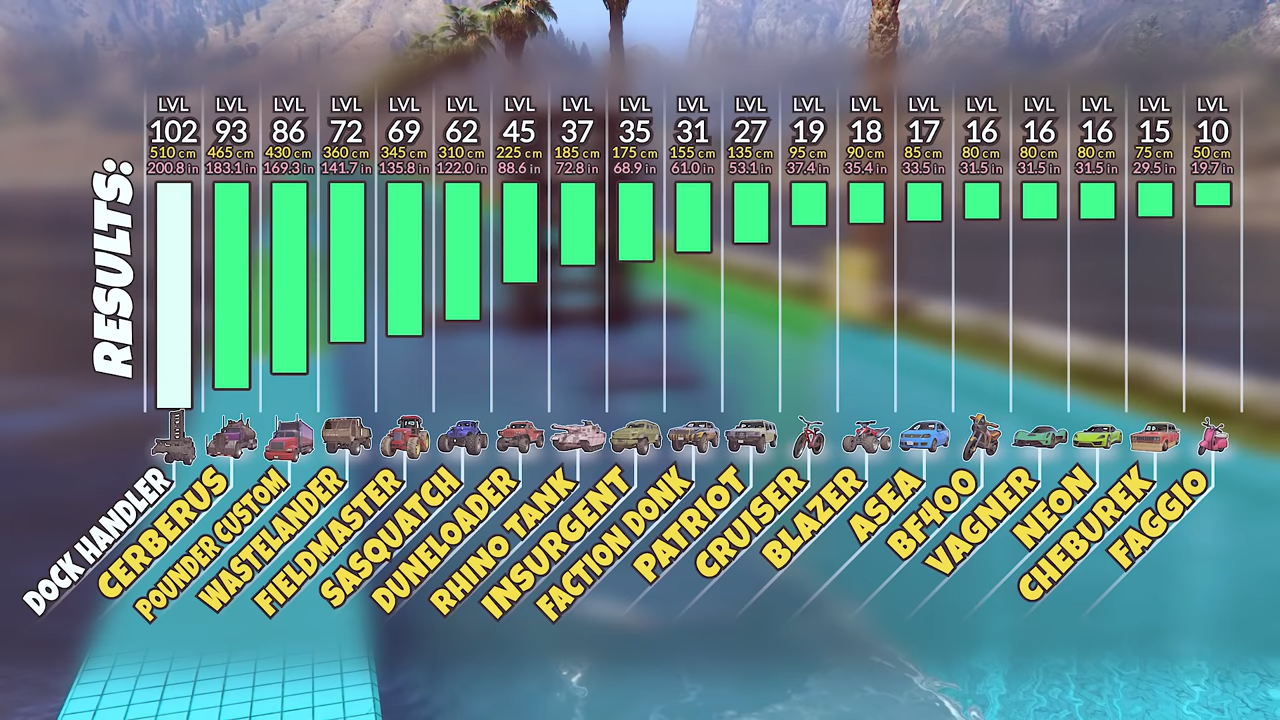 RESULTS:
LVL LVL LVL LVL LVL LVL LVL LVL LVL LVL LVL LVL LVL LVL LVL LVL LVL LVL LVL
102 93 86 72 69 62 45 37 35 31 27 19 18 17 16 16 16 15 10
510 cm 465 cm 430 cm 360 cm 345 cm 310 cm 225 cm 185 cm 175 cm 155 cm 135 cm 95 cm 90 cm 85 cm 80 cm 80 cm 80 cm 75 cm 50 cm
200.8 in 183.1 in 169.3 in 141.7 in 135.8 in 122.0 in 88.6 in 72.8 in 68.9 in 61.0 in 53.1 in 37.4 in 35.4 in 33.5 in 31.5 in 31.5 in 31.5 in 29.5 in 19.7 in
DOCK HANDLER
CERBERUS
POUNDER CUSTOM
WASTELANDER
FIELDMASTER
SASQUATCH
DUNELOADER
RHINO TANK
INSURGENT
FACTION DONK
PATRIOT
CRUISER
BLAZER
ASEA
BF400
VAGNER
NEON
CHEBUREK
FAGGIO